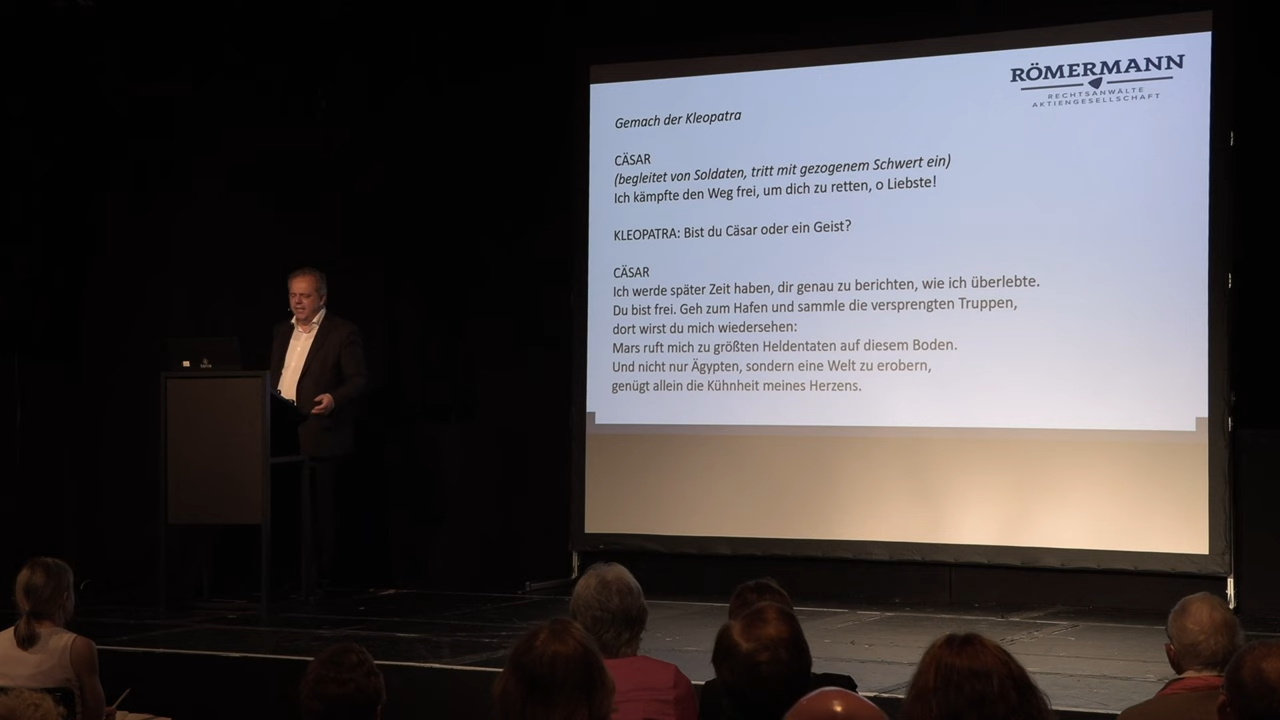 RÖMERMANN
RECHTSANWÄLTE
AKTIENGESELLSCHAFT
Gemach der Kleopatra
CÄSAR
(begleitet von Soldaten, tritt mit gezogenem Schwert ein)
Ich kämpfte den Weg frei, um dich zu retten, o Liebste!
KLEOPATRA: Bist du Cäsar oder ein Geist?
CÄSAR
Ich werde später Zeit haben, dir genau zu berichten, wie ich überlebte.
Du bist frei. Geh zum Hafen und sammle die versprengten Truppen,
dort wirst du mich wiedersehen:
Mars ruft mich zu größten Heldentaten auf diesem Boden.
Und nicht nur Ägypten, sondern eine Welt zu erobern,
genügt allein die Kühnheit meines Herzens.